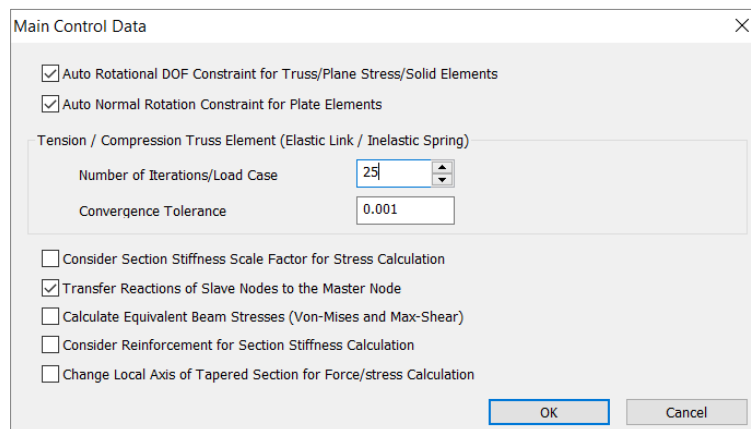 Main Control Data
Auto Rotational DOF Constraint for Truss/Plane Stress/Solid Elements
Auto Normal Rotation Constraint for Plate Elements
Tension / Compression Truss Element (Elastic Link / Inelastic Spring)
Number of Iterations/Load Case 25
Convergence Tolerance 0.001
Consider Section Stiffness Scale Factor for Stress Calculation
Transfer Reactions of Slave Nodes to the Master Node
Calculate Equivalent Beam Stresses (Von-Mises and Max-Shear)
Consider Reinforcement for Section Stiffness Calculation
Change Local Axis of Tapered Section for Force/stress Calculation
OK Cancel